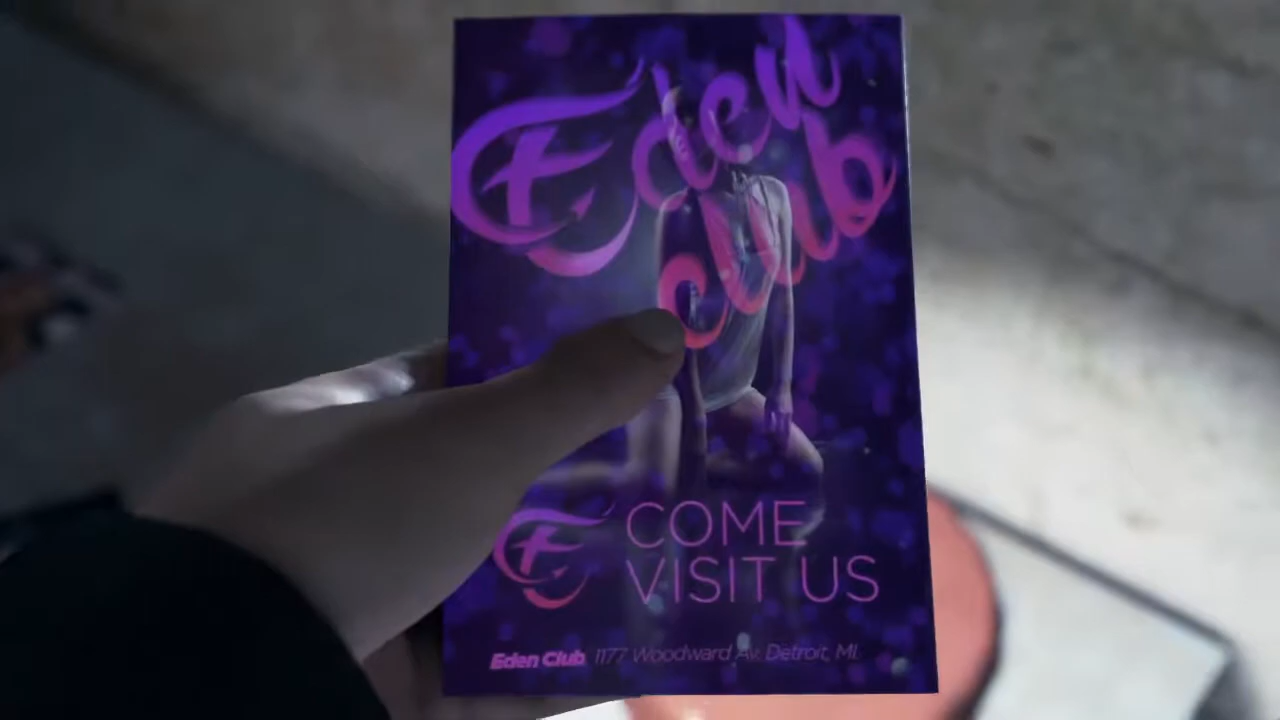 Eden
club
COME
VISIT US
Eden Club 1177 Woodward Av. Detroit, MI.